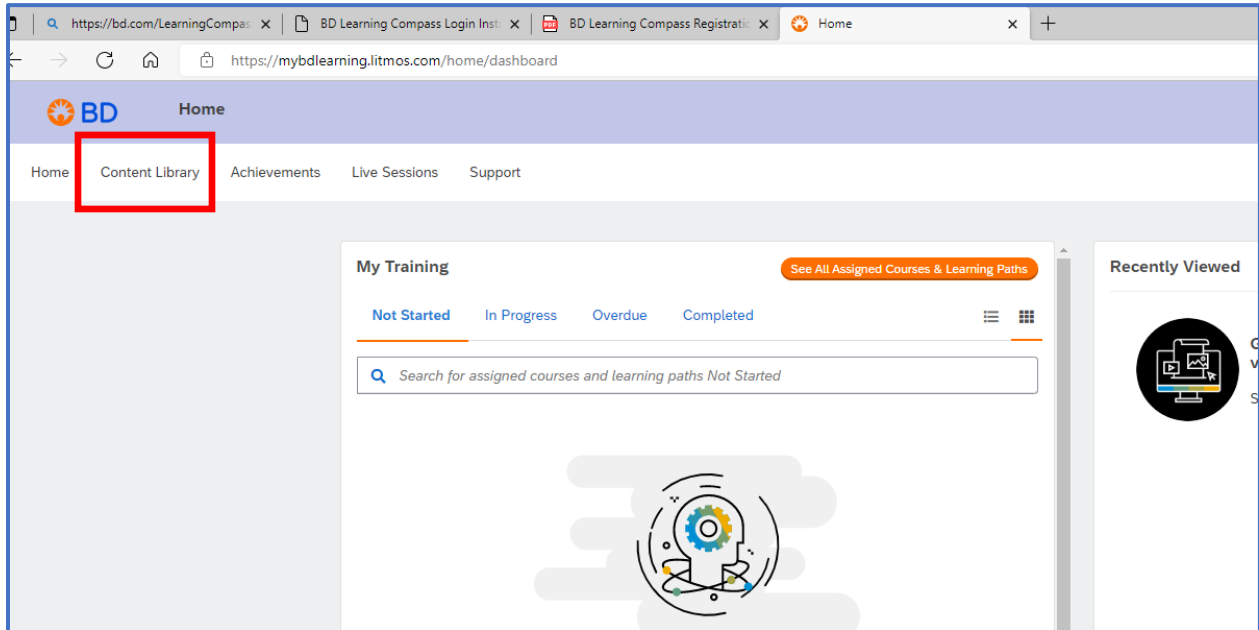 https://bd.com/LearningCompas
BD Learning Compass Login Inst
BD Learning Compass Registratic
Home
https://mybdlearning.litmos.com/home/dashboard
BD
Home
Home
Content Library
Achievements
Live Sessions
Support
My Training
See All Assigned Courses & Learning Paths
Recently Viewed
Not Started
In Progress
Overdue
Completed
Search for assigned courses and learning paths Not Started